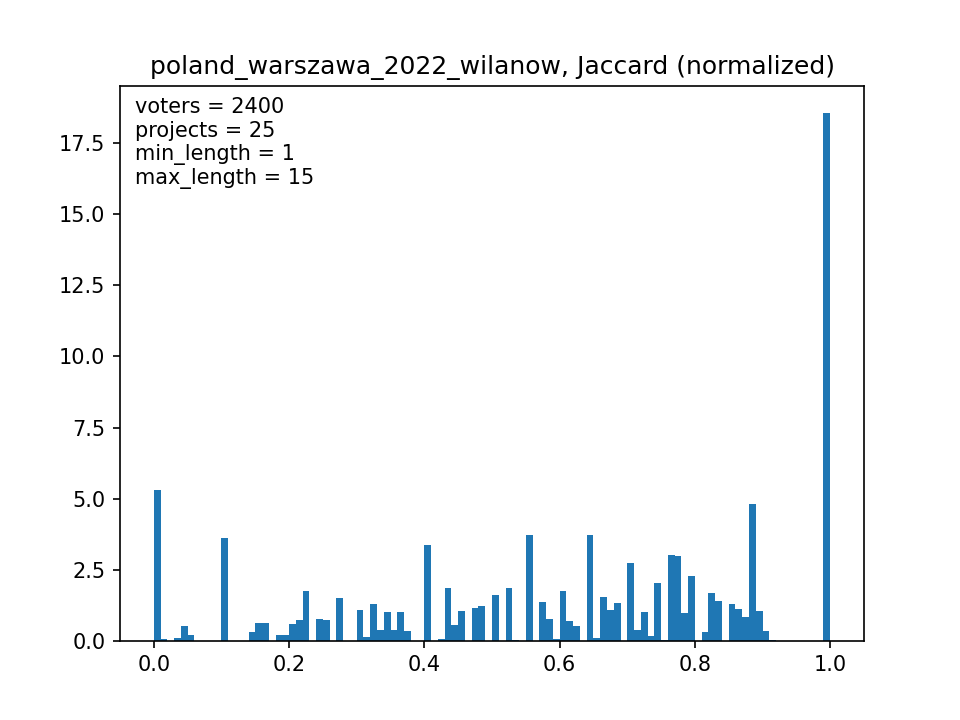 poland_warszawa_2022_wilanow, Jaccard (normalized)
voters = 2400
projects = 25
min_length = 1
max_length = 15
17.5
15.0
12.5
10.0
7.5
5.0
2.5
0.0
0.0 0.2 0.4 0.6 0.8 1.0